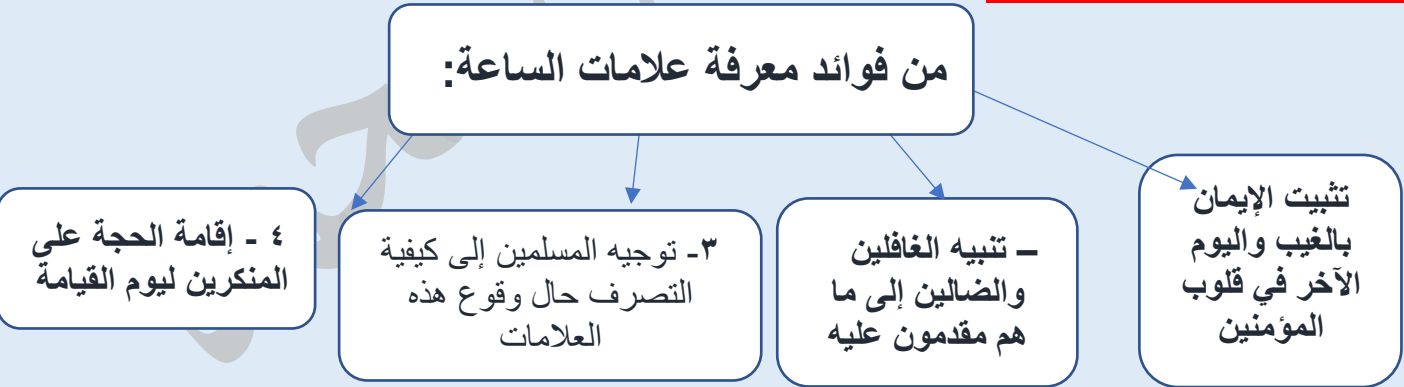 من فوائد معرفة علامات الساعة:
تثبيت الإيمان
بالغيب واليوم
الآخر في قلوب
المؤمنين
– تنبيه الغافلين
والضالين إلى ما
هم مقدمون عليه
٣- توجيه المسلمين إلى كيفية
التصرف حال وقوع هذه
العلامات
٤ - إقامة الحجة على
المنكرين ليوم القيامة